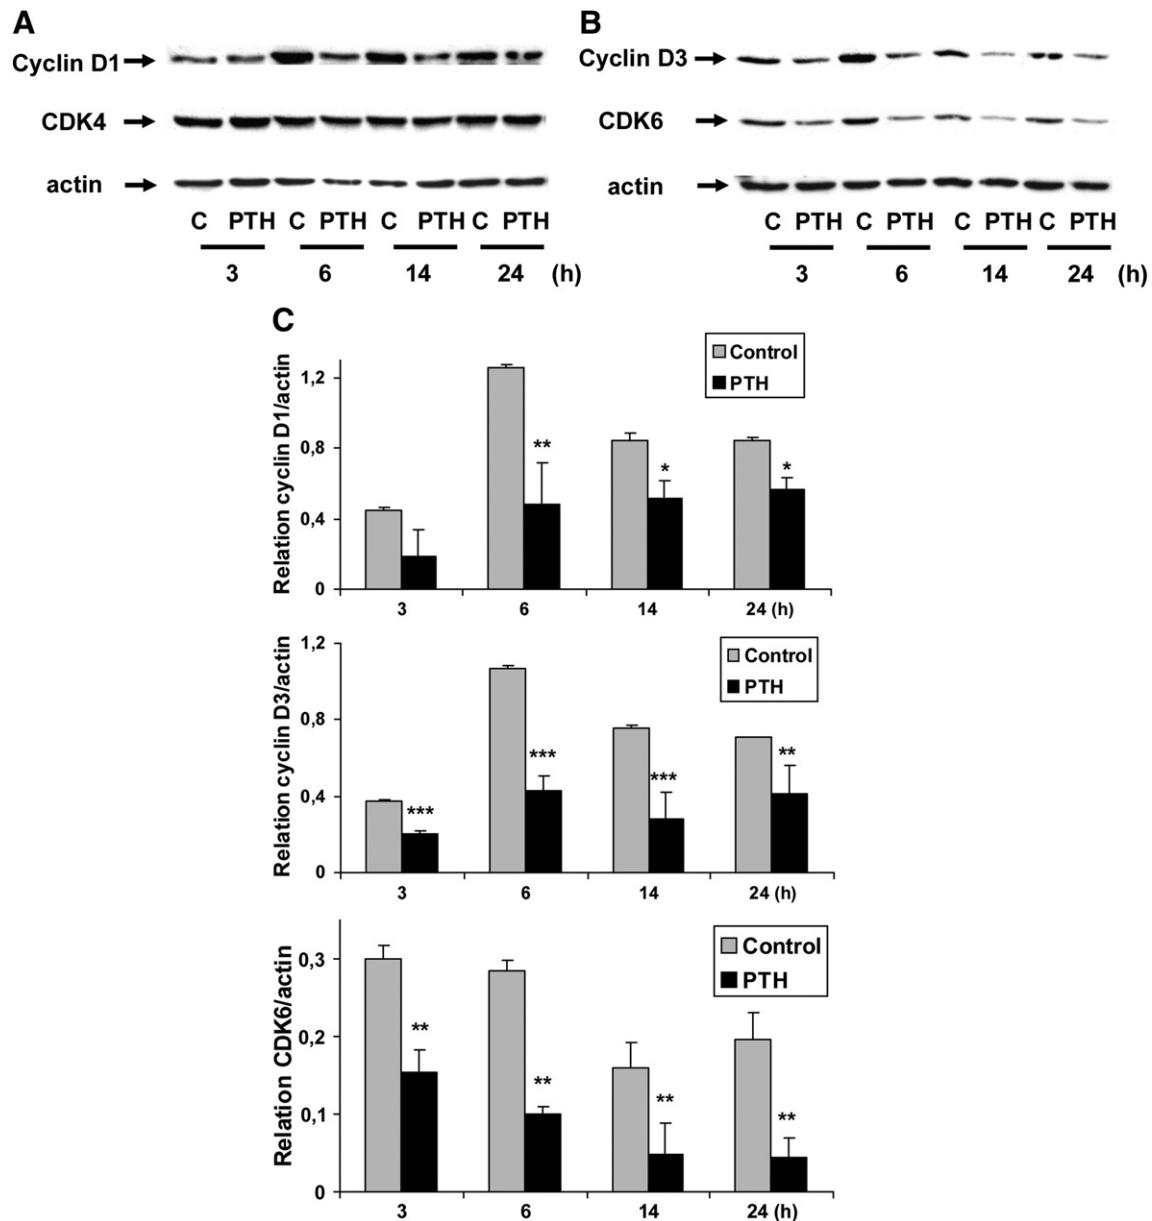 A
Cyclin D1
CDK4
actin
C PTH C PTH C PTH C PTH
3 6 14 24 (h)
B
Cyclin D3
CDK6
actin
C PTH C PTH C PTH C PTH
3 6 14 24 (h)
C
Relation cyclin D1/actin
1,2
0,8
0,4
0
Control
PTH
**
*
*
3 6 14 24 (h)
Relation cyclin D3/actin
1,2
0,8
0,4
0
Control
PTH
***
***
***
**
3 6 14 24 (h)
Relation CDK6/actin
0,3
0,2
0,1
0
Control
PTH
**
**
**
**
3 6 14 24 (h)